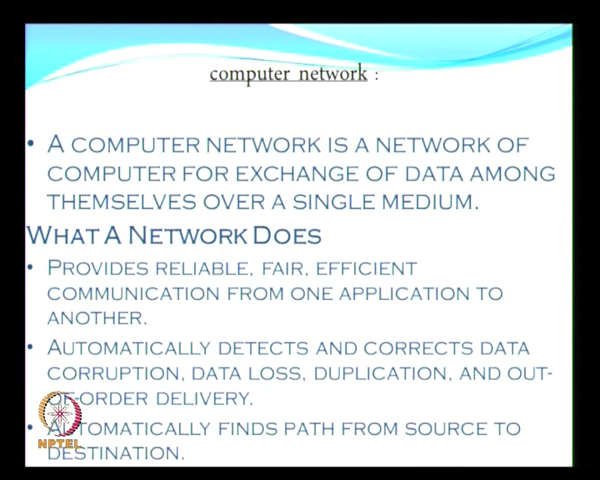 computer network :
• A COMPUTER NETWORK IS A NETWORK OF
COMPUTER FOR EXCHANGE OF DATA AMONG
THEMSELVES OVER A SINGLE MEDIUM.
WHAT A NETWORK DOES
• PROVIDES RELIABLE, FAIR, EFFICIENT
COMMUNICATION FROM ONE APPLICATION TO
ANOTHER.
• AUTOMATICALLY DETECTS AND CORRECTS DATA
CORRUPTION, DATA LOSS, DUPLICATION, AND OUT-
OF-ORDER DELIVERY.
• AUTOMATICALLY FINDS PATH FROM SOURCE TO
DESTINATION.
NPTEL